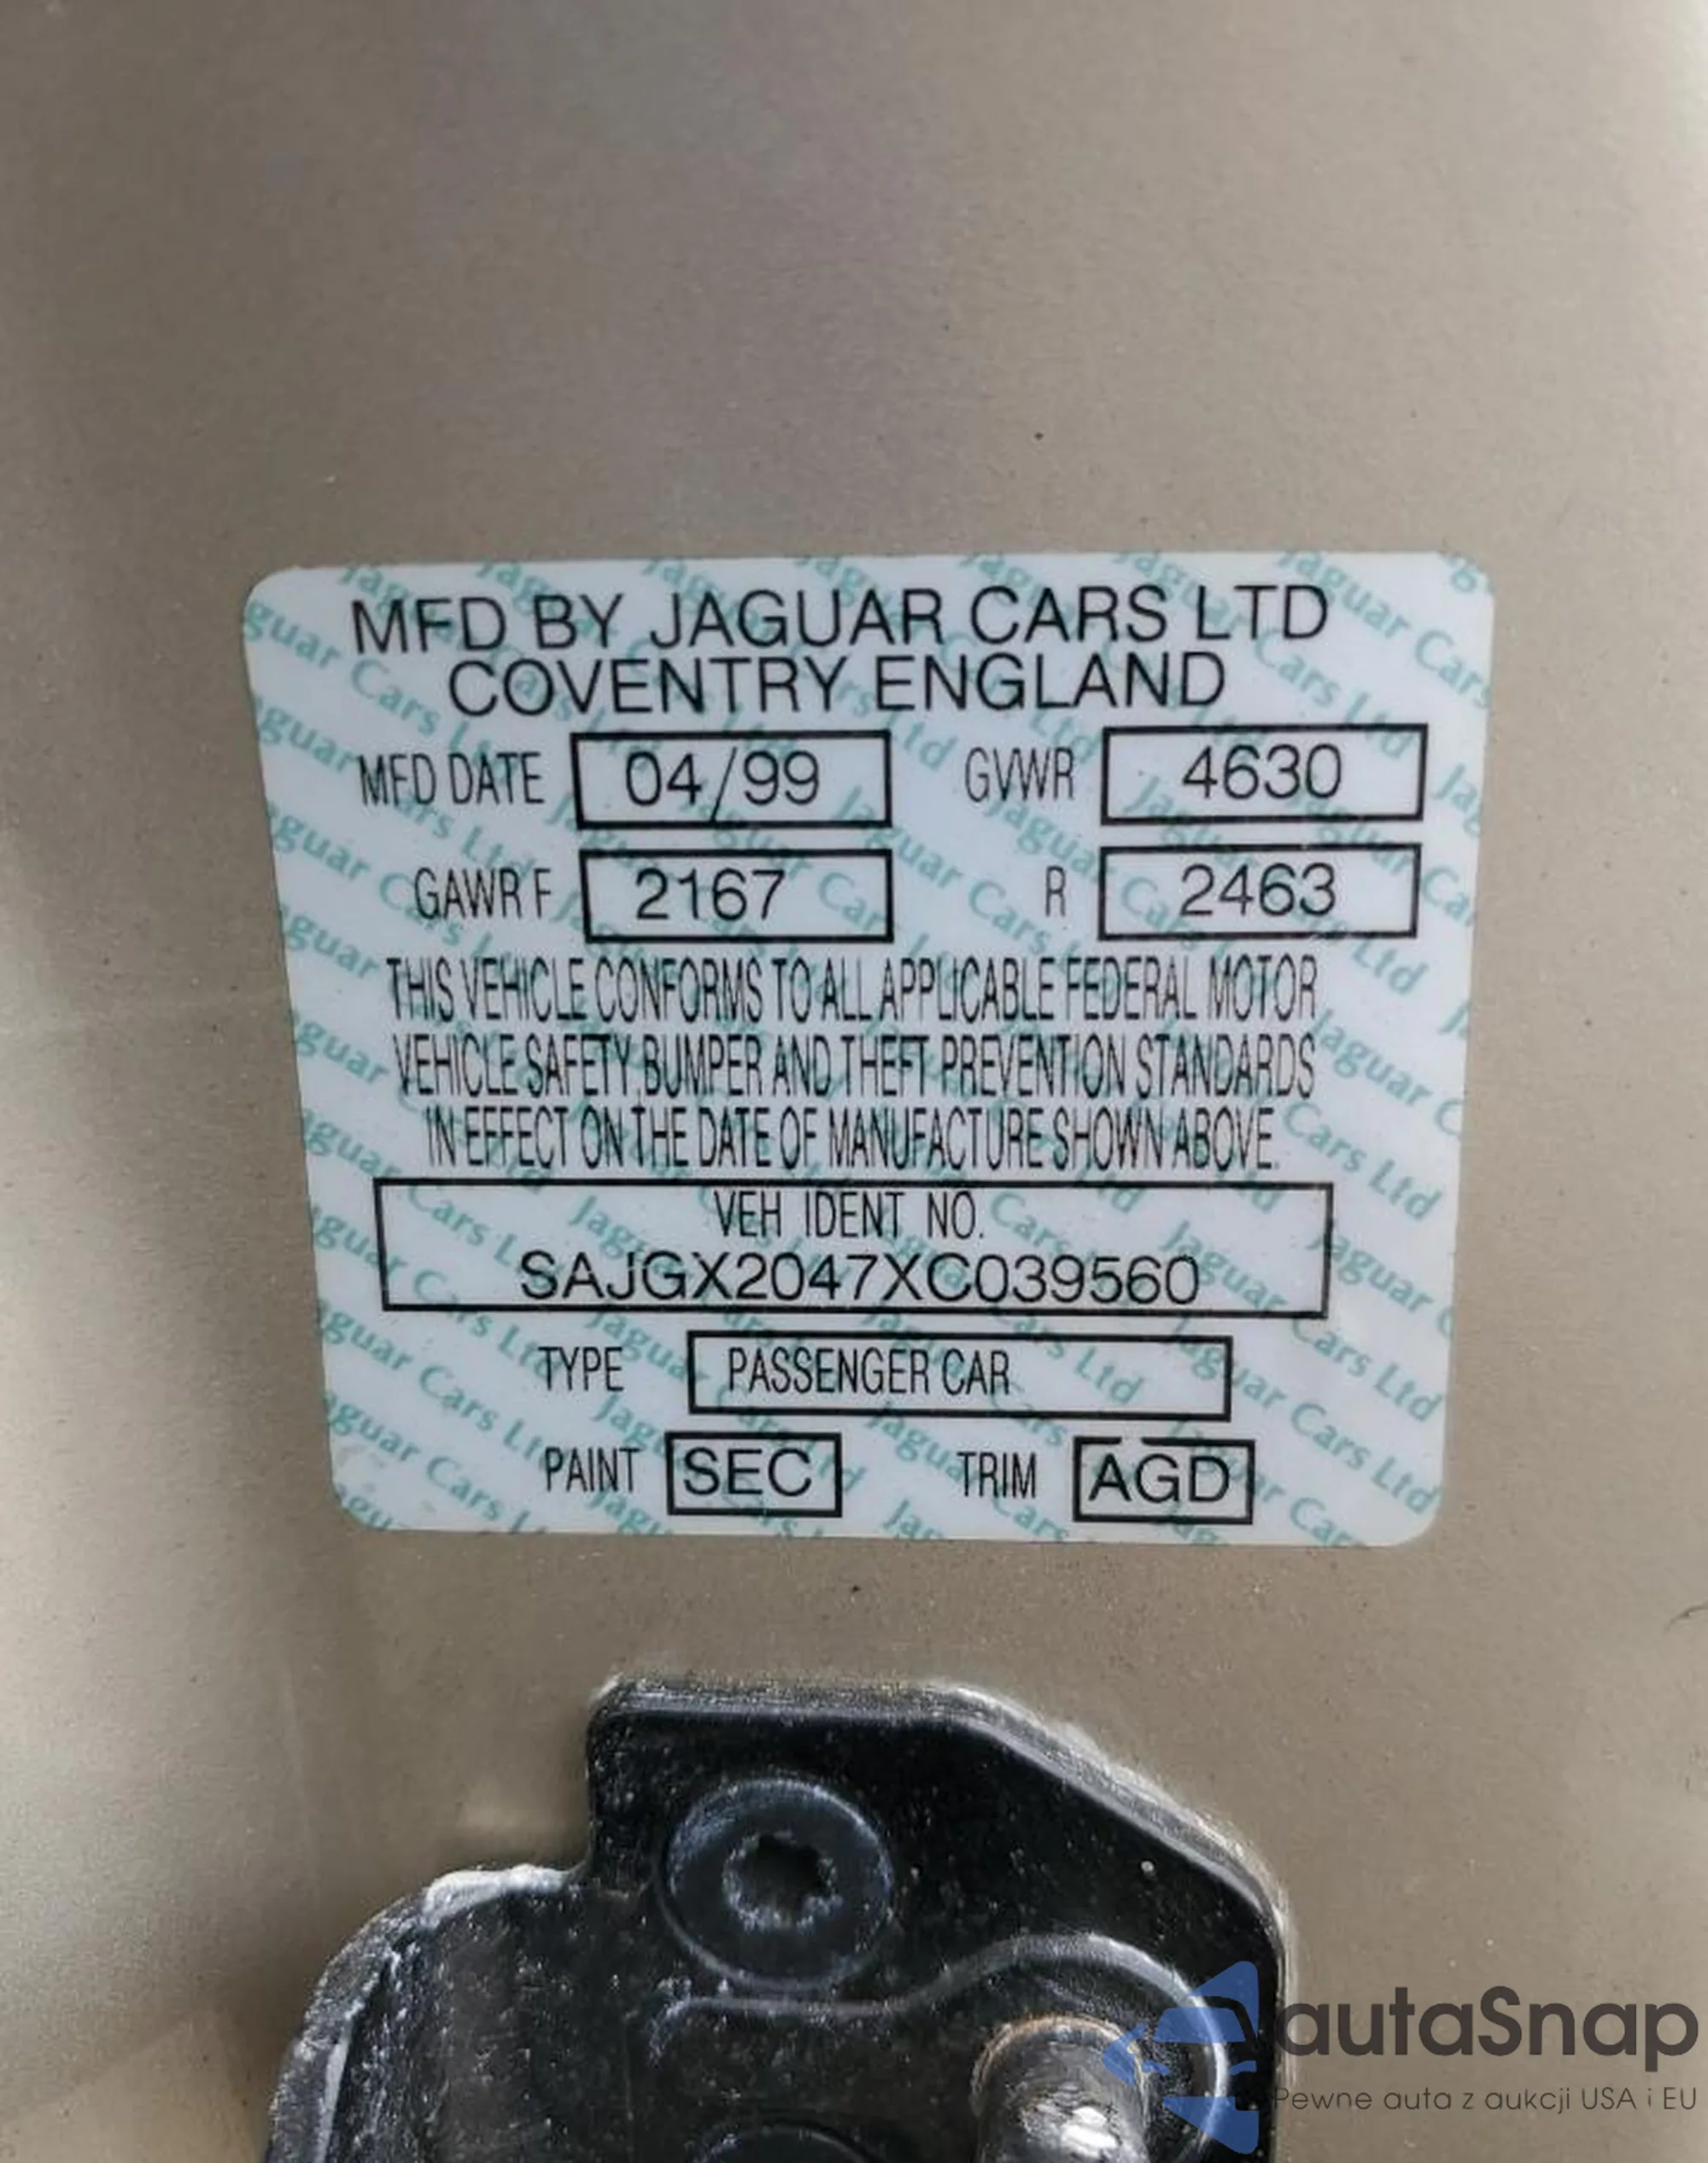 MFD BY JAGUAR CARS LTD
COVENTRY ENGLAND
MFD DATE 04/99 GVWR 4630
GAWR F 2167 R 2463
THIS VEHICLE CONFORMS TO ALL APPLICABLE FEDERAL MOTOR
VEHICLE SAFETY, BUMPER AND THEFT PREVENTION STANDARDS
IN EFFECT ON THE DATE OF MANUFACTURE SHOWN ABOVE.
VEH IDENT NO.
SAJGX2047XC039560
TYPE PASSENGER CAR
PAINT SEC TRIM AGD
autaSnap
Pewne auta z aukcji USA i EU